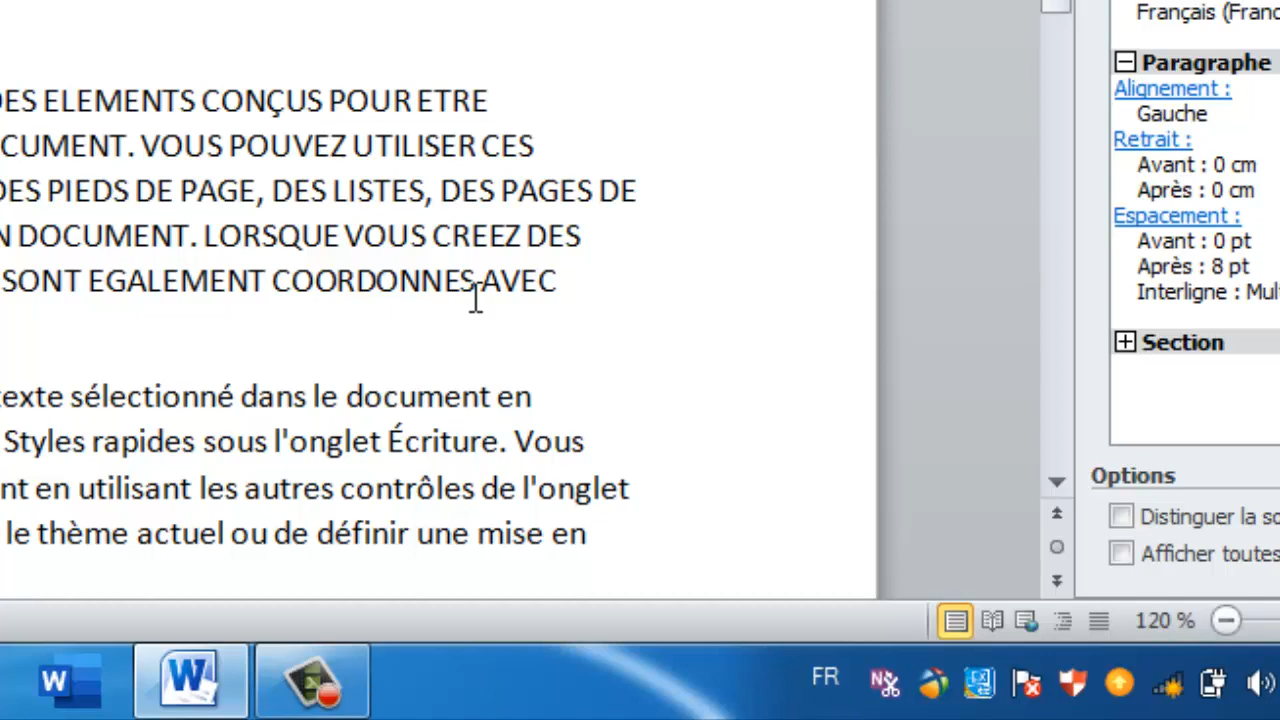 DES ELEMENTS CONÇUS POUR ETRE
CUMENT. VOUS POUVEZ UTILISER CES
DES PIEDS DE PAGE, DES LISTES, DES PAGES DE
N DOCUMENT. LORSQUE VOUS CREEZ DES
SONT EGALEMENT COORDONNES AVEC
texte sélectionné dans le document en
Styles rapides sous l'onglet Écriture. Vous
nt en utilisant les autres contrôles de l'onglet
le thème actuel ou de définir une mise en
Français (Franc
Paragraphe
Alignement :
Gauche
Retrait :
Avant : 0 cm
Après : 0 cm
Espacement :
Avant : 0 pt
Après : 8 pt
Interligne : Mul
Section
Options
Distinguer la so
Afficher toutes
120 %
W
W
FR